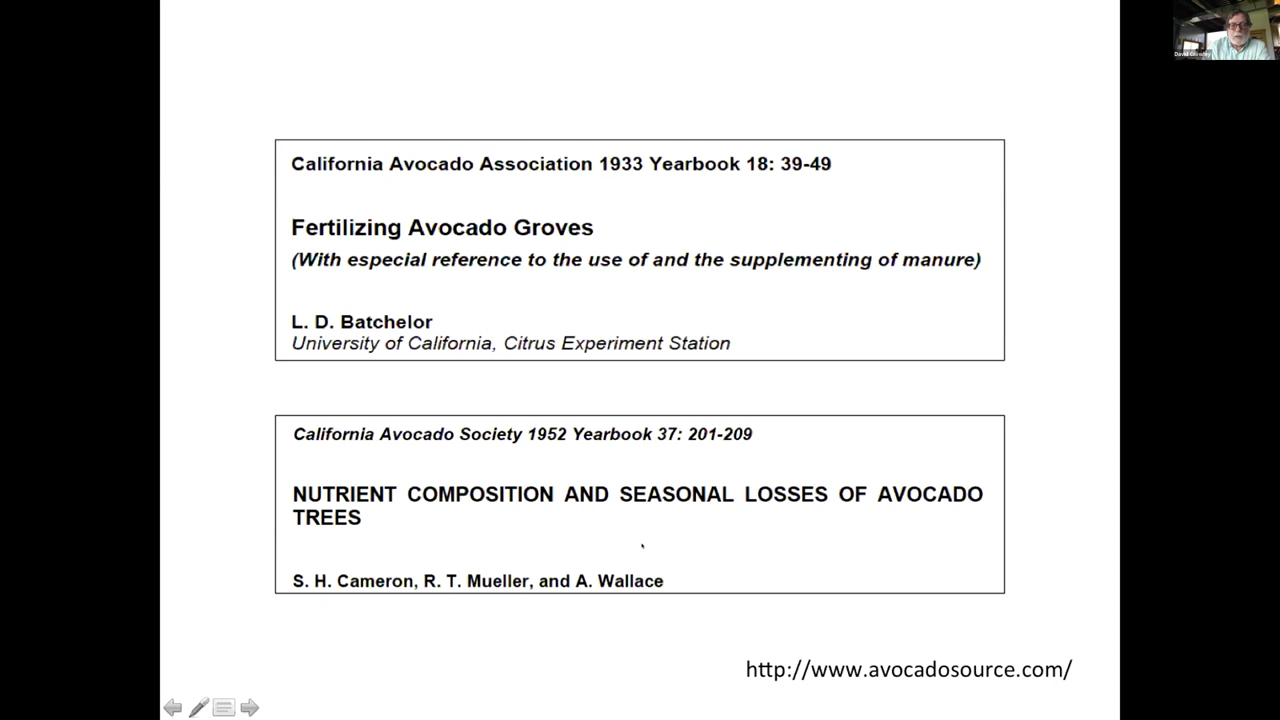 California Avocado Association 1933 Yearbook 18: 39-49
Fertilizing Avocado Groves
(With especial reference to the use of and the supplementing of manure)
L. D. Batchelor
University of California, Citrus Experiment Station
California Avocado Society 1952 Yearbook 37: 201-209
NUTRIENT COMPOSITION AND SEASONAL LOSSES OF AVOCADO
TREES
S. H. Cameron, R. T. Mueller, and A. Wallace
http://www.avocadosource.com/
David